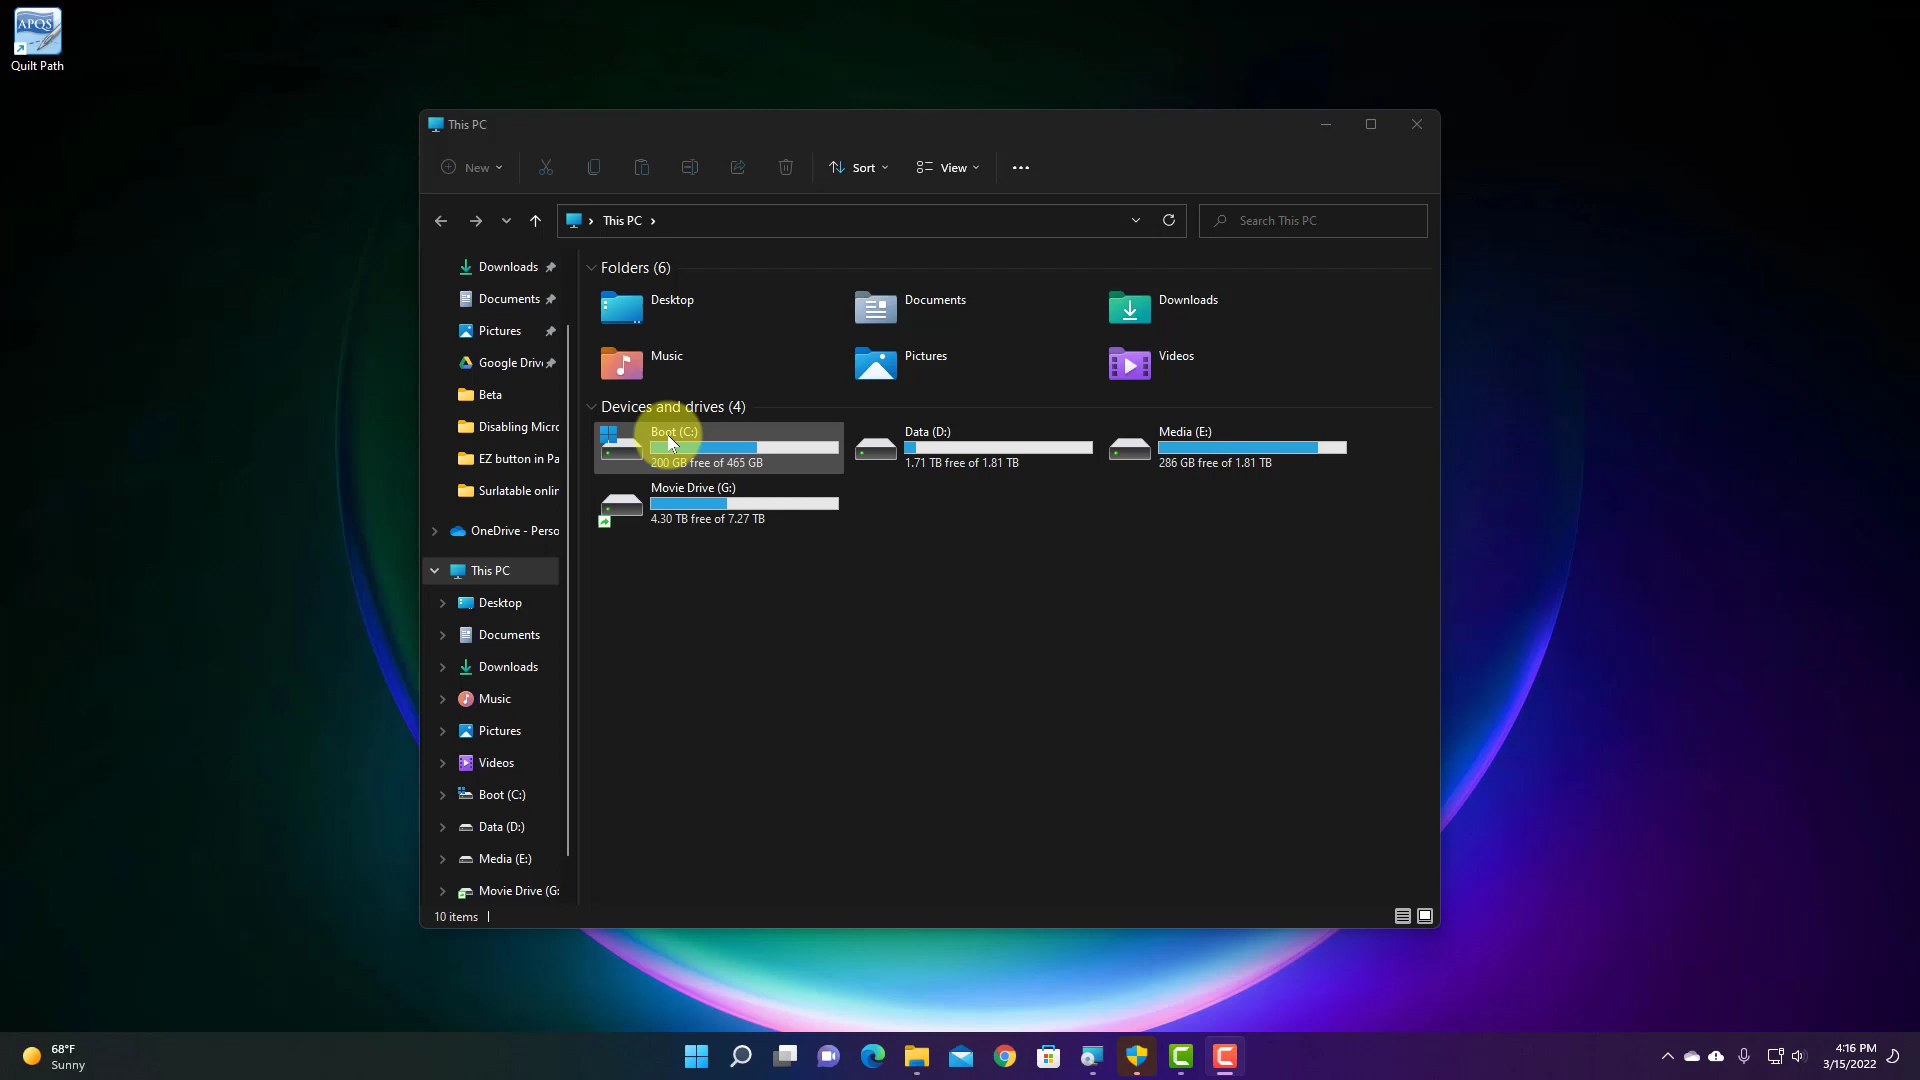 APQS
Quilt Path
This PC
New
Sort
View
This PC
Search This PC
Downloads
Documents
Pictures
Google Driv
Beta
Disabling Micro
EZ button in Pa
Surlatable onlin
OneDrive - Perso
This PC
Desktop
Documents
Downloads
Music
Pictures
Videos
Boot (C:)
Data (D:)
Media (E:)
Movie Drive (G:
Folders (6)
Desktop
Documents
Downloads
Music
Pictures
Videos
Devices and drives (4)
Boot (C:)
200 GB free of 465 GB
Data (D:)
1.71 TB free of 1.81 TB
Media (E:)
286 GB free of 1.81 TB
Movie Drive (G:)
4.30 TB free of 7.27 TB
10 items
68°F
Sunny
4:16 PM
3/15/2022